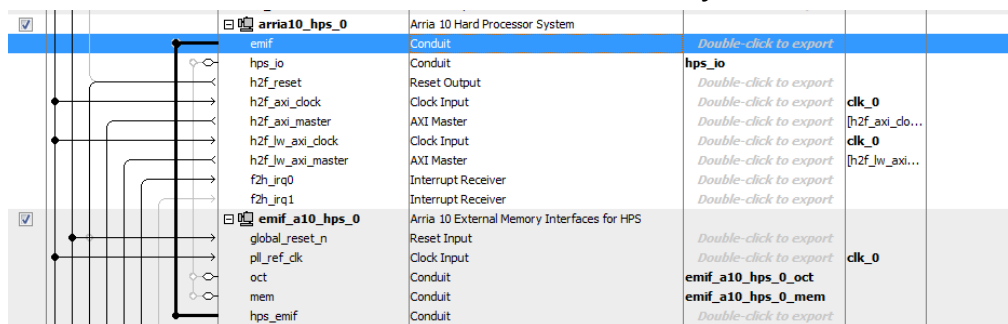 arria10_hps_0 Arria 10 Hard Processor System
emif Conduit Double-click to export
hps_io Conduit hps_io
h2f_reset Reset Output Double-click to export
h2f_axi_clock Clock Input Double-click to export clk_0
h2f_axi_master AXI Master Double-click to export [h2f_axi_clo...
h2f_lw_axi_clock Clock Input Double-click to export clk_0
h2f_lw_axi_master AXI Master Double-click to export [h2f_lw_axi...
f2h_irq0 Interrupt Receiver Double-click to export
f2h_irq1 Interrupt Receiver Double-click to export
emif_a10_hps_0 Arria 10 External Memory Interfaces for HPS
global_reset_n Reset Input Double-click to export
pll_ref_clk Clock Input Double-click to export clk_0
oct Conduit emif_a10_hps_0_oct
mem Conduit emif_a10_hps_0_mem
hps_emif Conduit Double-click to export